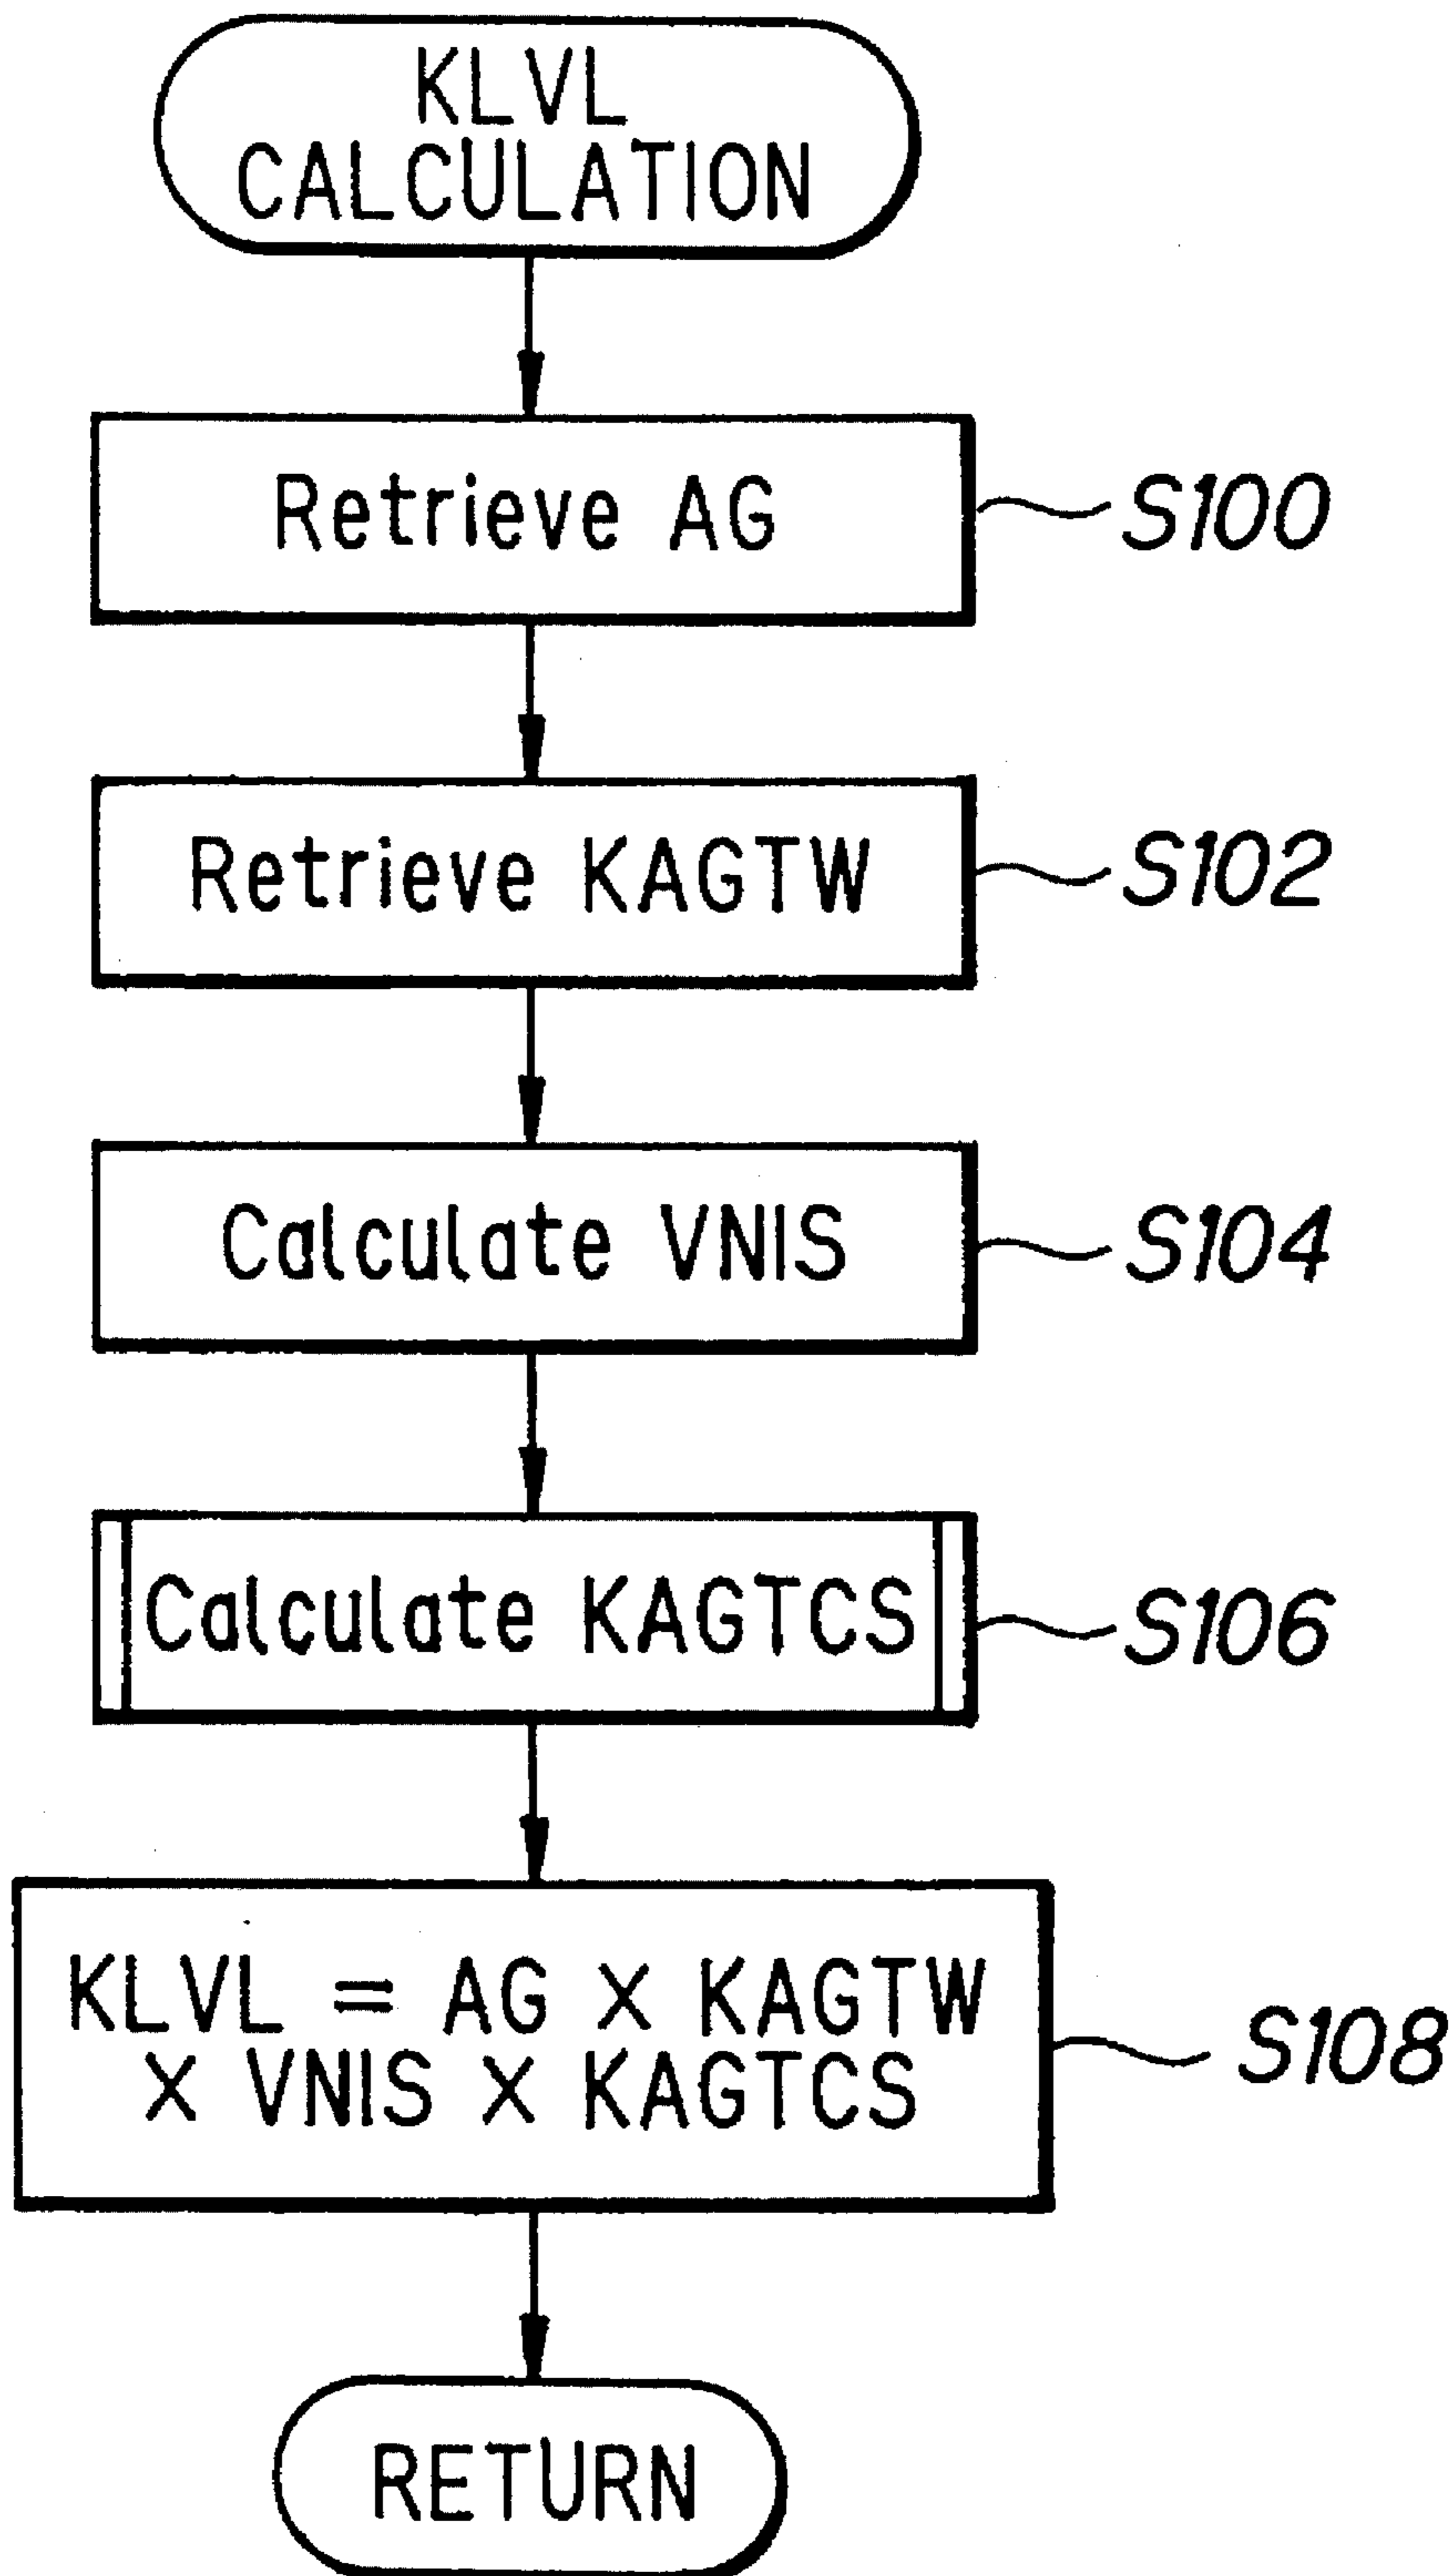 KLVL
CALCULATION
Retrieve AG
S100
Retrieve KAGTW
S102
Calculate VNIS
S104
Calculate KAGTCS
S106
KLVL = AG X KAGTW
X VNIS X KAGTCS
S108
RETURN